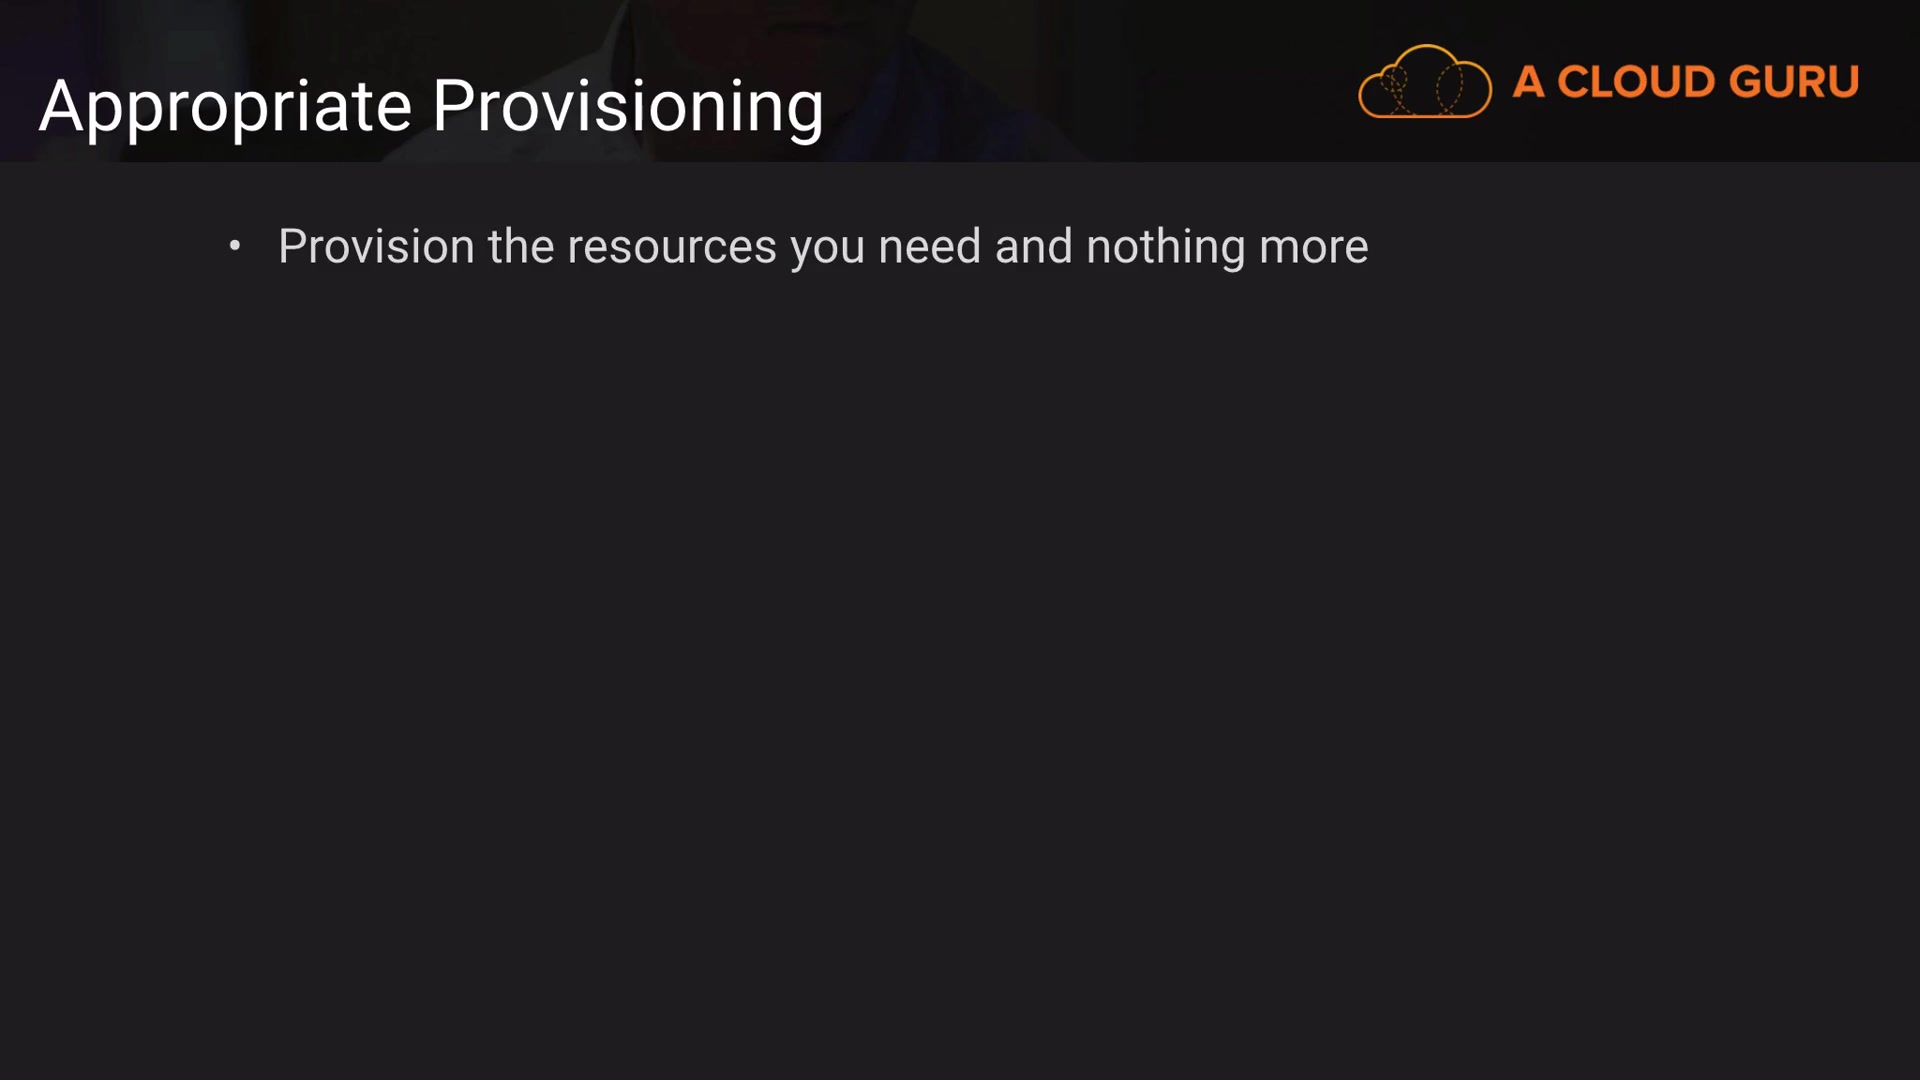 Appropriate Provisioning
A CLOUD GURU
• Provision the resources you need and nothing more